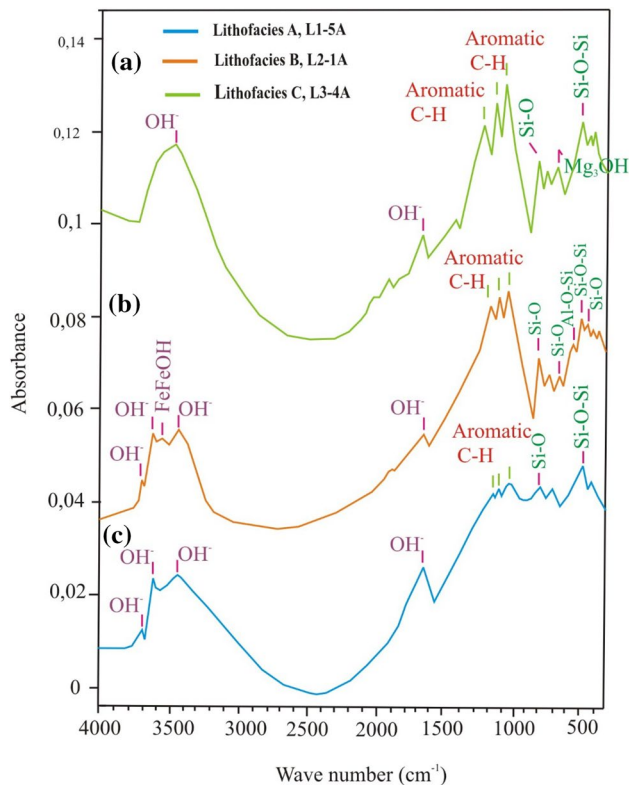 0,14
Lithofacies A, L1-5A
Lithofacies B, L2-1A
Lithofacies C, L3-4A
(a)
Aromatic
C-H
Aromatic
C-H
OH-
Si-O
Si-O-Si
Mg3OH
0,12
OH-
0,1
Aromatic
C-H
(b)
Si-O
Si-O
Al-O-Si
Si-O-Si
Si-O
0,08
Absorbance
0,06
OH-
FeFeOH
OH-
OH-
OH-
Aromatic
C-H
Si-O
Si-O-Si
0,04
(c)
OH-
OH-
OH-
OH-
0,02
0
4000 3500 3000 2500 2000 1500 1000 500
Wave number (cm-1)